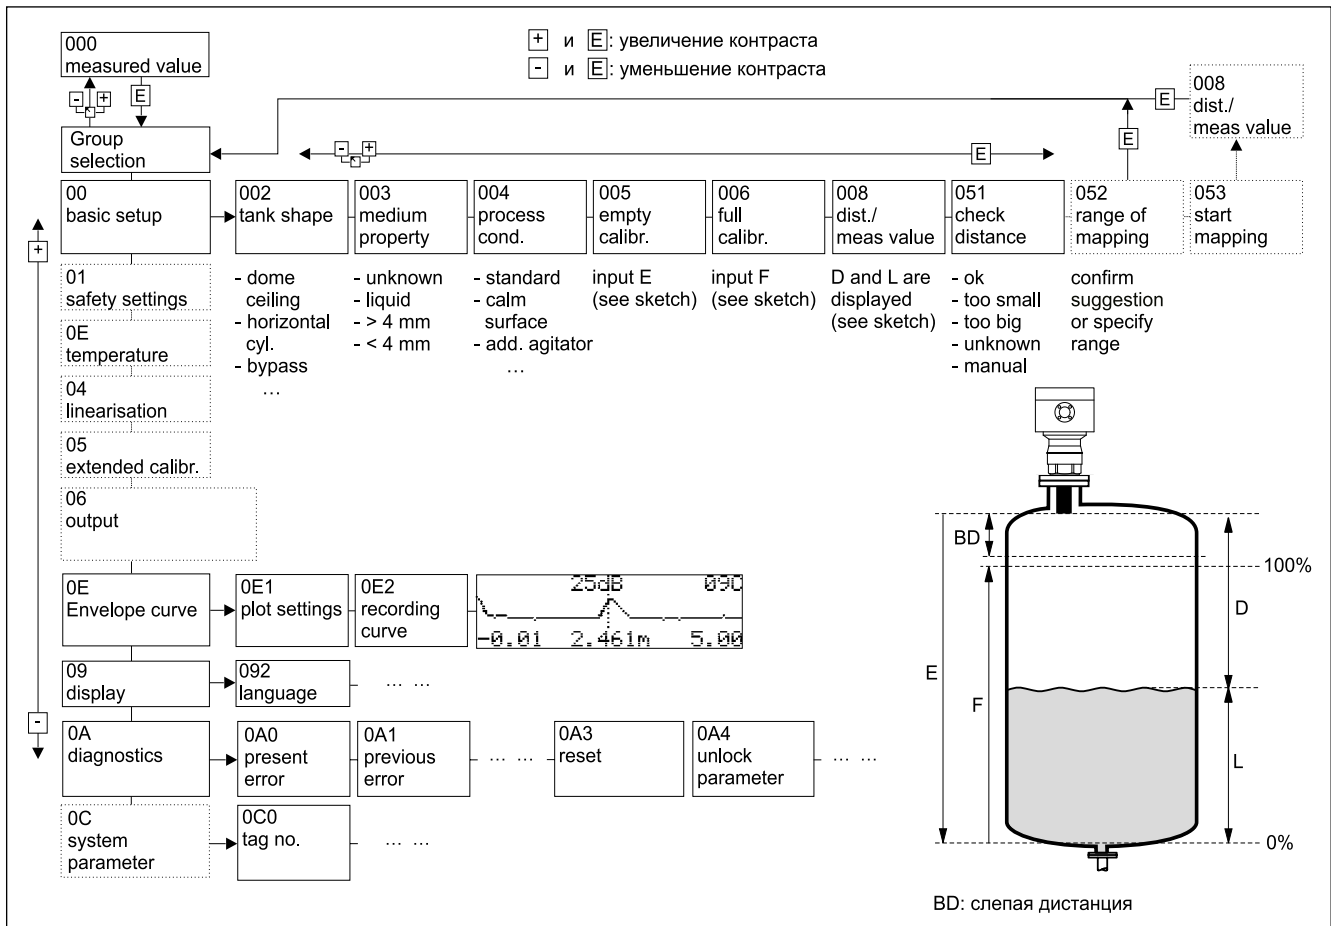 000
measured value
+ и E: увеличение контраста
- и E: уменьшение контраста
- +
E
Group
selection
008
dist./
meas value
E
E
- +
E
00
basic setup
002
tank shape
003
medium
property
004
process
cond.
005
empty
calibr.
006
full
calibr.
008
dist./
meas value
051
check
distance
052
range of
mapping
053
start
mapping
+
- dome
ceiling
- horizontal
cyl.
- bypass
...
- unknown
- liquid
- > 4 mm
- < 4 mm
- standard
- calm
surface
- add. agitator
...
input E
(see sketch)
input F
(see sketch)
D and L are
displayed
(see sketch)
- ok
- too small
- too big
- unknown
- manual
confirm
suggestion
or specify
range
01
safety settings
0E
temperature
04
linearisation
05
extended calibr.
06
output
0E
Envelope curve
0E1
plot settings
0E2
recording
curve
25dB 09C
-0.01 2.461m 5.00
09
display
092
language
... ...
-
0A
diagnostics
0A0
present
error
0A1
previous
error
... ...
0A3
reset
0A4
unlock
parameter
... ...
0C
system
parameter
0C0
tag no.
... ...
BD
100%
D
E
F
L
0%
BD: слепая дистанция